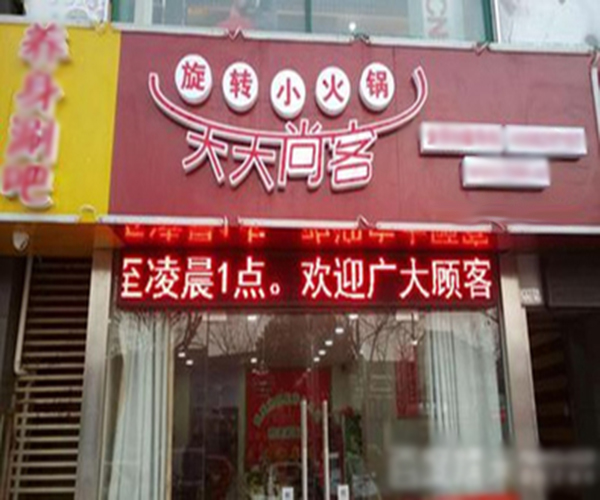 养身涮吧
旋转小火锅
天天尚客
至凌晨1点。欢迎广大顾客